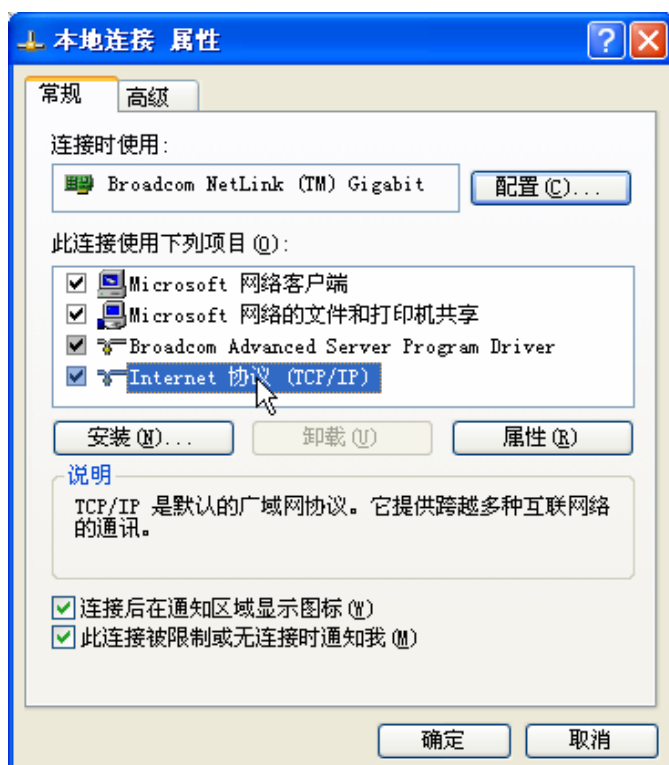 本地连接 属性
常规
高级
连接时使用:
Broadcom NetLink (TM) Gigabit
配置(C)...
此连接使用下列项目(O):
Microsoft 网络客户端
Microsoft 网络的文件和打印机共享
Broadcom Advanced Server Program Driver
Internet 协议 (TCP/IP)
安装(N)...
卸载(U)
属性(R)
说明
TCP/IP 是默认的广域网协议。它提供跨越多种互联网络
的通讯。
连接后在通知区域显示图标(W)
此连接被限制或无连接时通知我(M)
确定
取消